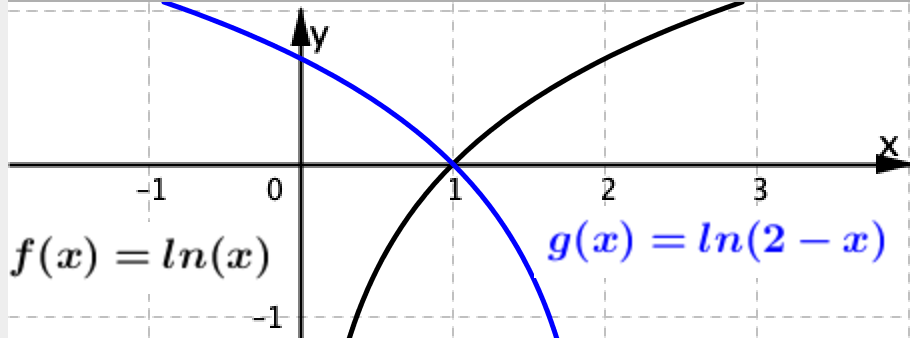 y
x
−1 0 1 2 3
f(x) = ln(x)
g(x) = ln(2 − x)
−1